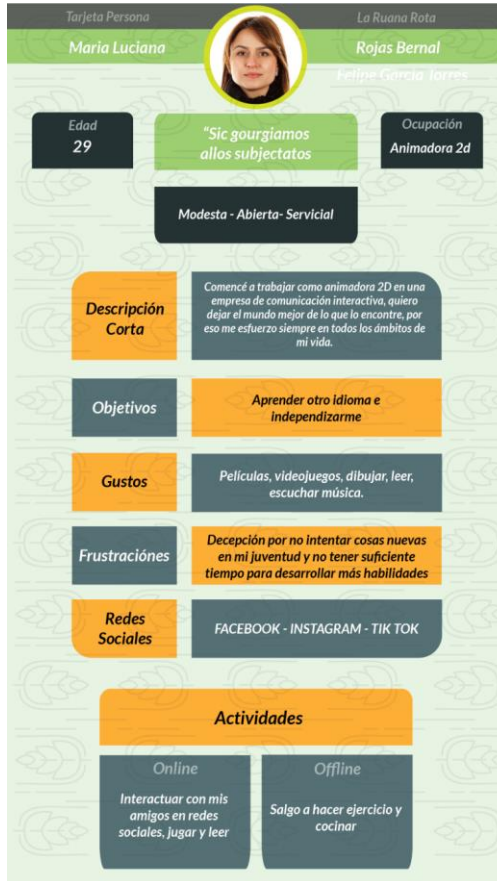 Tarjeta Persona
La Ruana Rota
Maria Luciana
Rojas Bernal
Felipe García Torres
Edad
29
"Sic gourgiamos
allos subjectatos
Ocupación
Animadora 2d
Modesta - Abierta- Servicial
Descripción
Corta
Comencé a trabajar como animadora 2D en una
empresa de comunicación interactiva, quiero
dejar el mundo mejor de lo que lo encontre, por
eso me esfuerzo siempre en todos los ámbitos de
mi vida.
Objetivos
Aprender otro idioma e
independizarme
Gustos
Películas, videojuegos, dibujar, leer,
escuchar música.
Frustraciónes
Decepción por no intentar cosas nuevas
en mi juventud y no tener suficiente
tiempo para desarrollar más habilidades
Redes
Sociales
FACEBOOK - INSTAGRAM - TIK TOK
Actividades
Online
Interactuar con mis
amigos en redes
sociales, jugar y leer
Offline
Salgo a hacer ejercicio y
cocinar